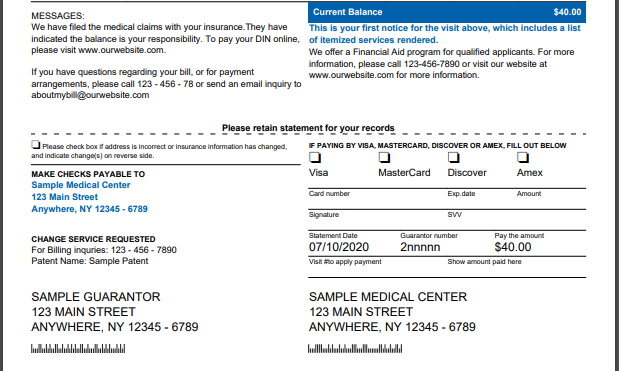 MESSAGES:
We have filed the medical claims with your insurance.They have
indicated the balance is your responsibility. To pay your DIN online,
please visit www.ourwebsite.com.
If you have questions regarding your bill, or for payment
arrangements, please call 123 - 456 - 78 or send an email inquiry to
aboutmybill@ourwebsite.com
Current Balance $40.00
This is your first notice for the visit above, which includes a list
of itemized services rendered.
We offer a Financial Aid program for qualified applicants. For more
information, please call 123-456-7890 or visit our website at
www.ourwebsite.com for more information.
Please retain statement for your records
Please check box if address is incorrect or insurance information has changed,
and indicate change(s) on reverse side.
MAKE CHECKS PAYABLE TO
Sample Medical Center
123 Main Street
Anywhere, NY 12345 - 6789
CHANGE SERVICE REQUESTED
For Billing inquries: 123 - 456 - 7890
Patent Name: Sample Patent
IF PAYING BY VISA, MASTERCARD, DISCOVER OR AMEX, FILL OUT BELOW
Visa MasterCard Discover Amex
Card number Exp.date Amount
Signature SVV
Statement Date Guarantor number Pay the amount
07/10/2020 2nnnnn $40.00
Visit #to apply payment Show amount paid here
SAMPLE GUARANTOR
123 MAIN STREET
ANYWHERE, NY 12345 - 6789
SAMPLE MEDICAL CENTER
123 MAIN STREET
ANYWHERE, NY 12345 - 6789